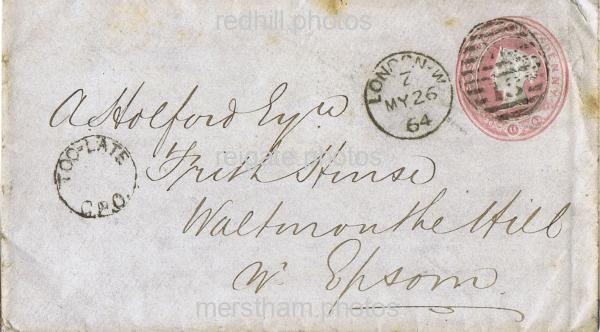 redhill.photos
LONDON-W
7
MY 26
64
A Holford Esqre
TOO-LATE
G.P.O.
reigate.photos
Frith House
Walton on the Hill
Nr Epsom
merstham.photos